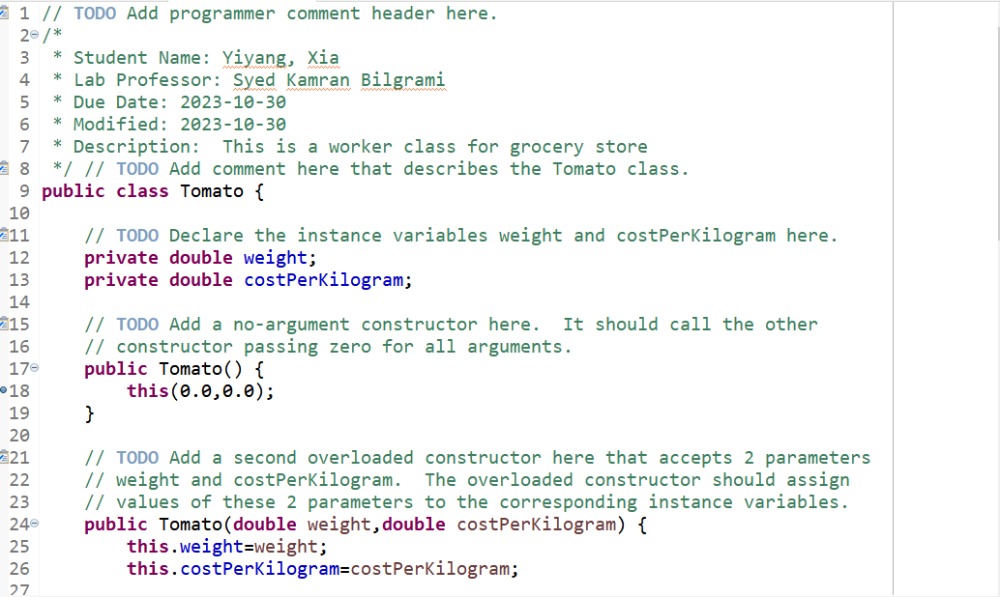 1 // TODO Add programmer comment header here.
2 /*
3  * Student Name: Yiyang, Xia
4  * Lab Professor: Syed Kamran Bilgrami
5  * Due Date: 2023-10-30
6  * Modified: 2023-10-30
7  * Description:  This is a worker class for grocery store
8  */ // TODO Add comment here that describes the Tomato class.
9 public class Tomato {
10
11     // TODO Declare the instance variables weight and costPerKilogram here.
12     private double weight;
13     private double costPerKilogram;
14
15     // TODO Add a no-argument constructor here.  It should call the other
16     // constructor passing zero for all arguments.
17     public Tomato() {
18         this(0.0,0.0);
19     }
20
21     // TODO Add a second overloaded constructor here that accepts 2 parameters
22     // weight and costPerKilogram.  The overloaded constructor should assign
23     // values of these 2 parameters to the corresponding instance variables.
24     public Tomato(double weight,double costPerKilogram) {
25         this.weight=weight;
26         this.costPerKilogram=costPerKilogram;
27